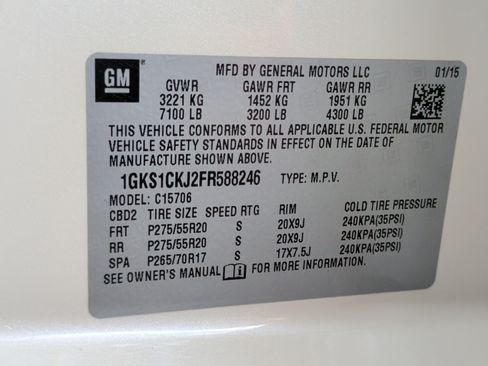 GM
MFD BY GENERAL MOTORS LLC 01/15
GVWR GAWR FRT GAWR RR
3221 KG 1452 KG 1951 KG
7100 LB 3200 LB 4300 LB
THIS VEHICLE CONFORMS TO ALL APPLICABLE U.S. FEDERAL MOTOR
VEHICLE SAFETY STANDARDS IN EFFECT ON THE DATE OF
MANUFACTURE SHOWN ABOVE.
1GKS1CKJ2FR588246 TYPE: M.P.V.
MODEL: C15706
CBD2 TIRE SIZE SPEED RTG RIM COLD TIRE PRESSURE
FRT P275/55R20 S 20X9J 240KPA(35PSI)
RR P275/55R20 S 20X9J 240KPA(35PSI)
SPA P265/70R17 S 17X7.5J 240KPA(35PSI)
SEE OWNER'S MANUAL FOR MORE INFORMATION.